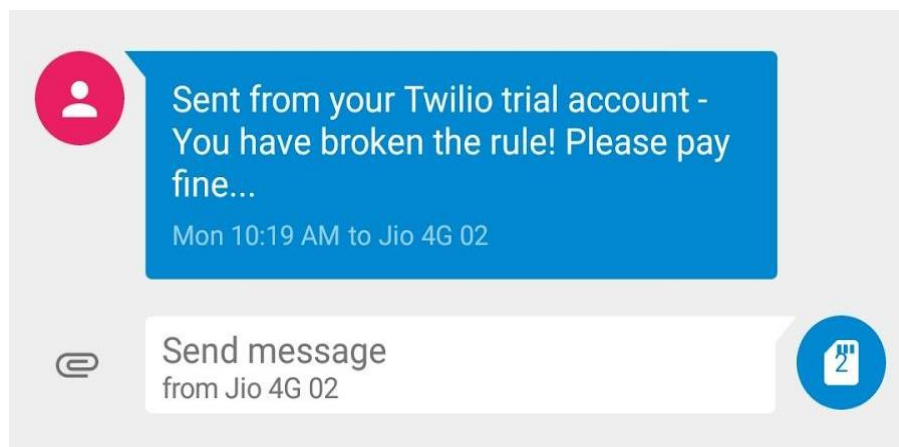 Sent from your Twilio trial account -
You have broken the rule! Please pay
fine...
Mon 10:19 AM to Jio 4G 02
Send message
from Jio 4G 02
2